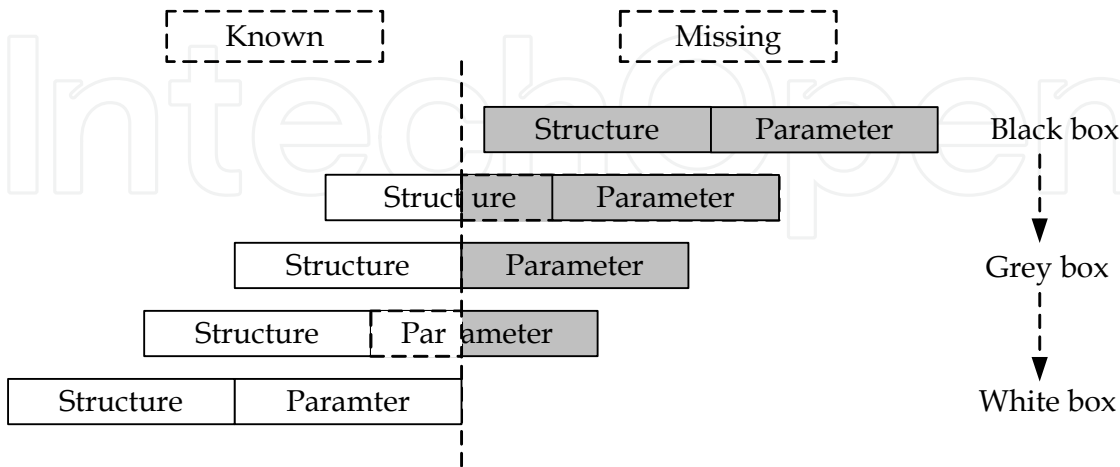 Known Missing
IntechOpen
Structure Parameter Black box
Struct ure Parameter
Structure Parameter Grey box
Structure Par ameter
Structure Paramter White box